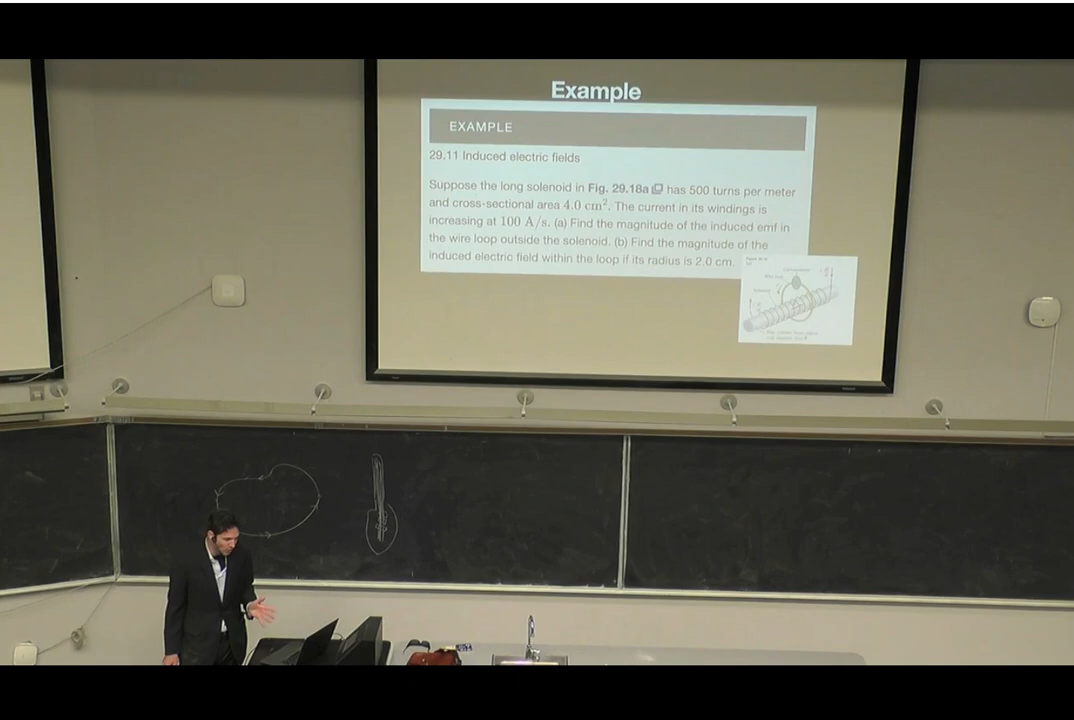 Example
EXAMPLE
29.11 Induced electric fields
Suppose the long solenoid in Fig. 29.18a has 500 turns per meter
and cross-sectional area 4.0 cm². The current in its windings is
increasing at 100 A/s. (a) Find the magnitude of the induced emf in
the wire loop outside the solenoid. (b) Find the magnitude of the
induced electric field within the loop if its radius is 2.0 cm.